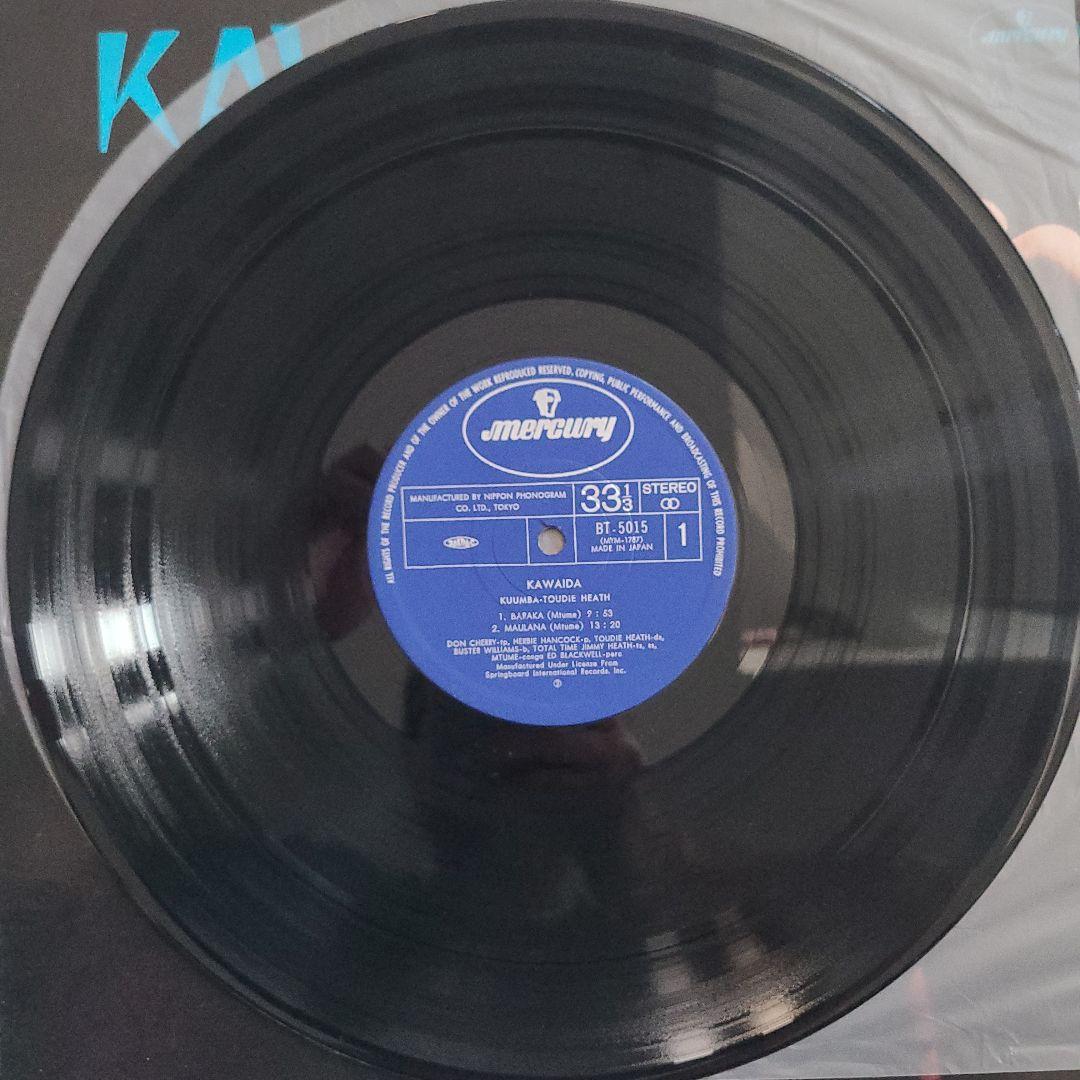 KA
mercury
ALL RIGHTS OF THE RECORD PRODUCER AND OF THE OWNER OF THE WORK REPRODUCED RESERVED, COPYING, PUBLIC PERFORMANCE AND BROADCASTING OF THIS RECORD PROHIBITED
mercury
MANUFACTURED BY NIPPON PHONOGRAM
CO. LTD., TOKYO
33 1/3
STEREO
BT-5015
(MYM-1787)
MADE IN JAPAN
1
KAWAIDA
KUUMBA-TOUDIE HEATH
1. BARAKA (Mtume) 9 : 53
2. MAULANA (Mtume) 13 : 20
DON CHERRY-tp, HERBIE HANCOCK-p, TOUDIE HEATH-ds,
BUSTER WILLIAMS-b, TOTAL TIME JIMMY HEATH-ts, ss,
MTUME-conga ED BLACKWELL-perc
Manufactured Under License From
Springboard International Records, Inc.
Ⓟ